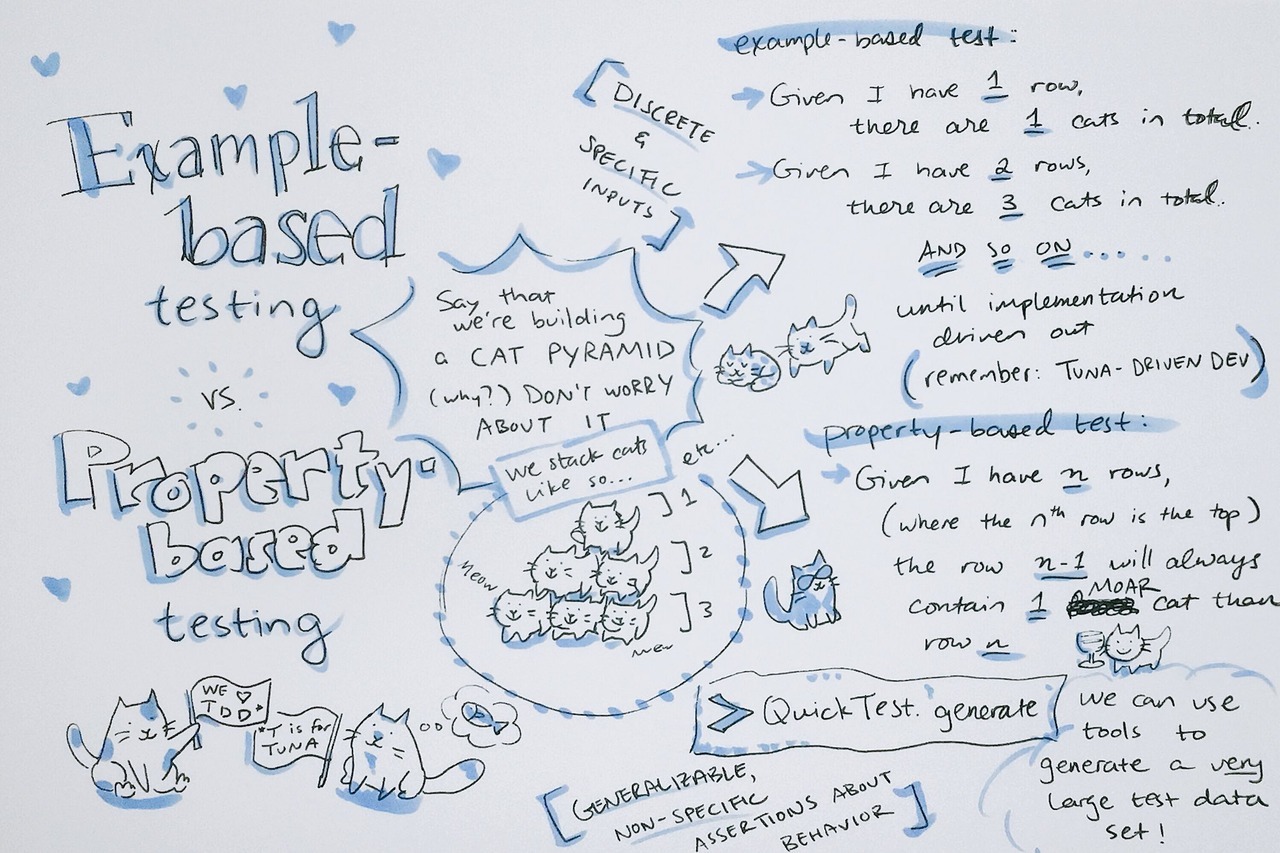 Example-
based
testing
vs.
Property-
based
testing
WE ♡
TDD*
*T is for
TUNA
Say that
we're building
a CAT PYRAMID
(why?) DON'T WORRY
ABOUT IT
we stack cats
like so...
etc...
1
2
3
Meow
mew
[DISCRETE
&
SPECIFIC
INPUTS]
example-based test:
→ Given I have 1 row,
there are 1 cats in total.
→ Given I have 2 rows,
there are 3 cats in total.
AND SO ON......
until implementation
driven out
(remember: TUNA-DRIVEN DEV)
property-based test:
→ Given I have n rows,
(where the nth row is the top)
the row n-1 will always
MOAR
contain 1 cat than
row n
> QuickTest.generate
we can use
tools to
generate a very
large test data
set!
[GENERALIZABLE,
NON-SPECIFIC
ASSERTIONS ABOUT
BEHAVIOR]